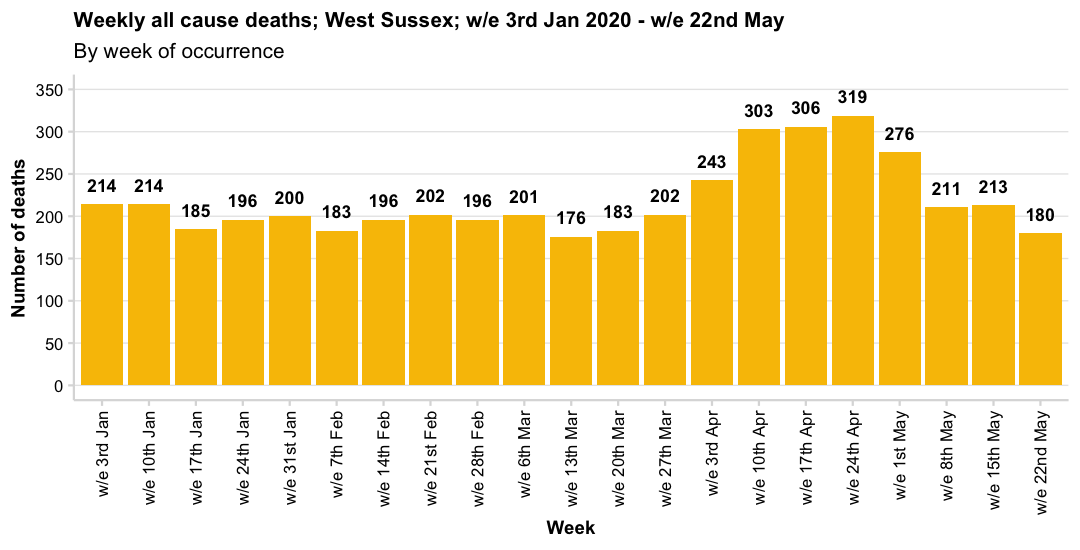 Weekly all cause deaths; West Sussex; w/e 3rd Jan 2020 - w/e 22nd May
By week of occurrence
Number of deaths
350
300
250
200
150
100
50
0
214
214
185
196
200
183
196
202
196
201
176
183
202
243
303
306
319
276
211
213
180
w/e 3rd Jan
w/e 10th Jan
w/e 17th Jan
w/e 24th Jan
w/e 31st Jan
w/e 7th Feb
w/e 14th Feb
w/e 21st Feb
w/e 28th Feb
w/e 6th Mar
w/e 13th Mar
w/e 20th Mar
w/e 27th Mar
w/e 3rd Apr
w/e 10th Apr
w/e 17th Apr
w/e 24th Apr
w/e 1st May
w/e 8th May
w/e 15th May
w/e 22nd May
Week